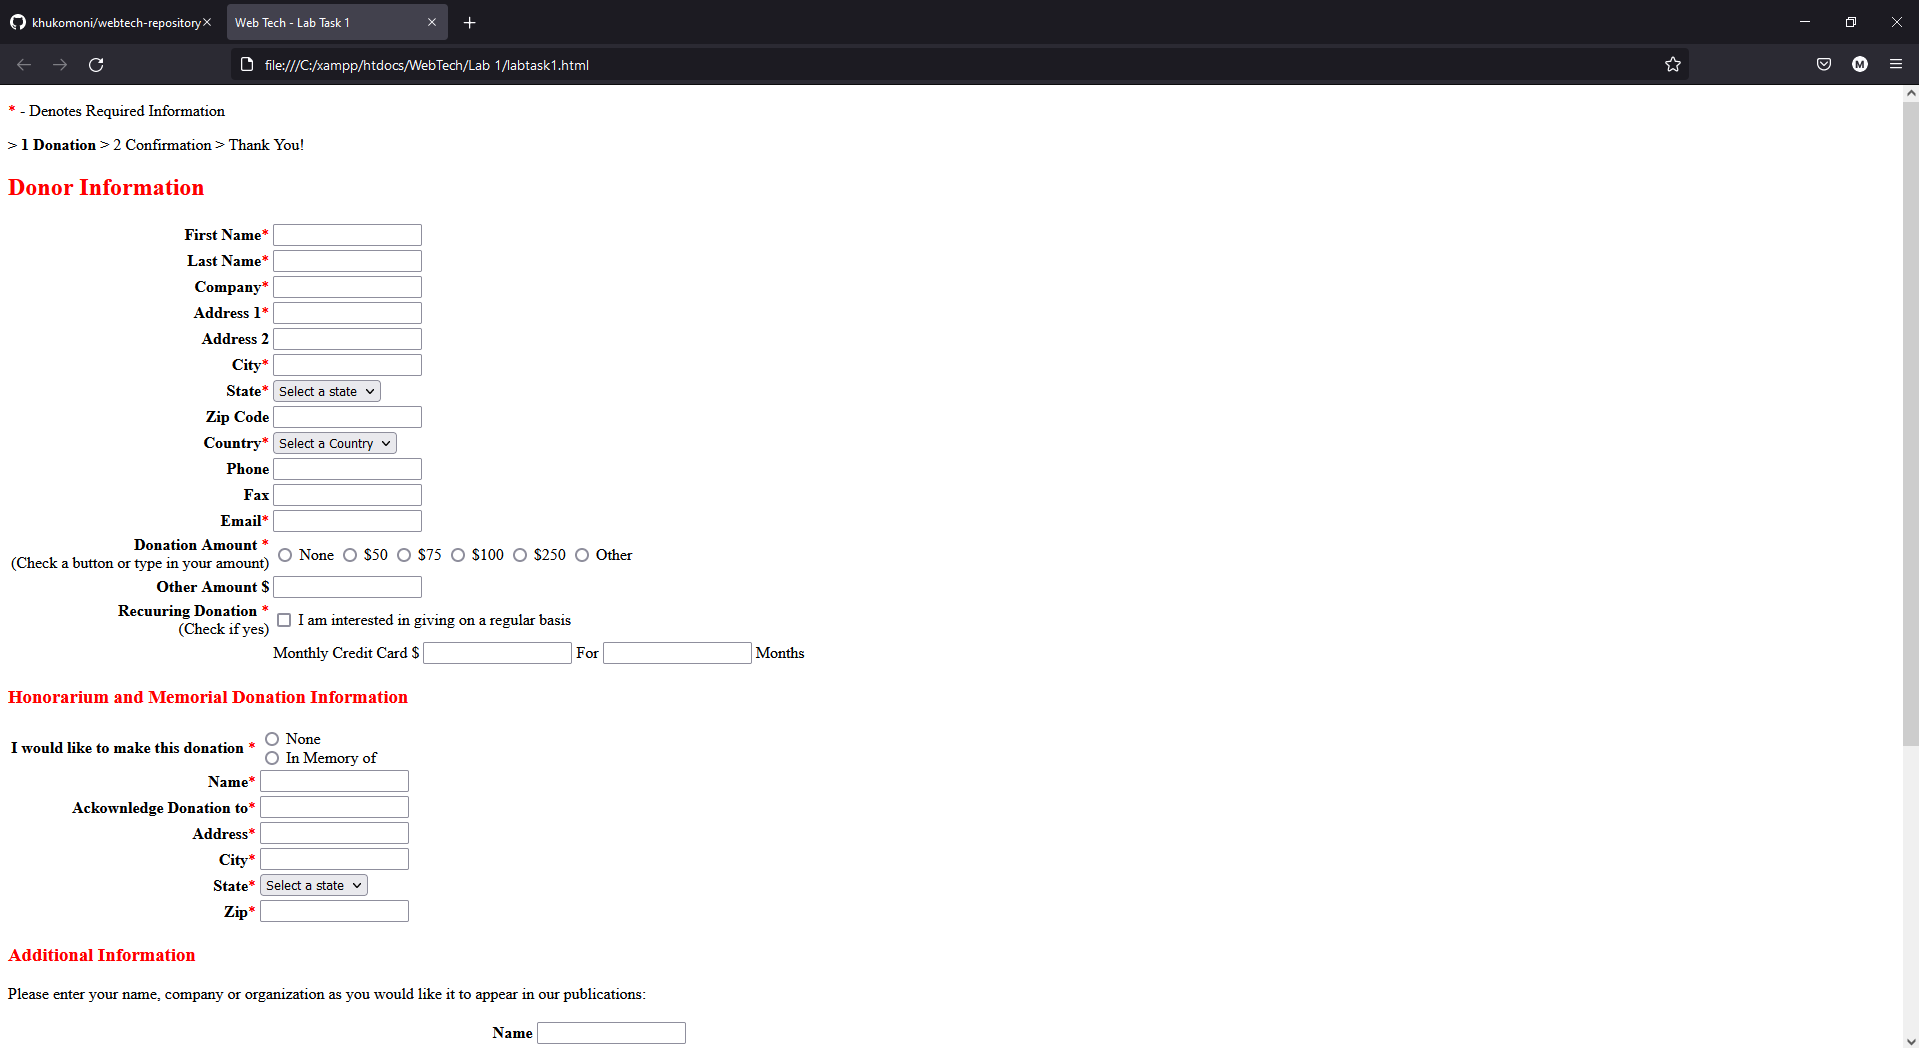 khukomoni/webtech-repository
Web Tech - Lab Task 1
file:///C:/xampp/htdocs/WebTech/Lab 1/labtask1.html
M
* - Denotes Required Information
> 1 Donation > 2 Confirmation > Thank You!
Donor Information
First Name*
Last Name*
Company*
Address 1*
Address 2
City*
State* Select a state
Zip Code
Country* Select a Country
Phone
Fax
Email*
Donation Amount *
(Check a button or type in your amount) None $50 $75 $100 $250 Other
Other Amount $
Recuuring Donation *
(Check if yes) I am interested in giving on a regular basis
Monthly Credit Card $ For Months
Honorarium and Memorial Donation Information
I would like to make this donation * None
In Memory of
Name*
Ackownledge Donation to*
Address*
City*
State* Select a state
Zip*
Additional Information
Please enter your name, company or organization as you would like it to appear in our publications:
Name